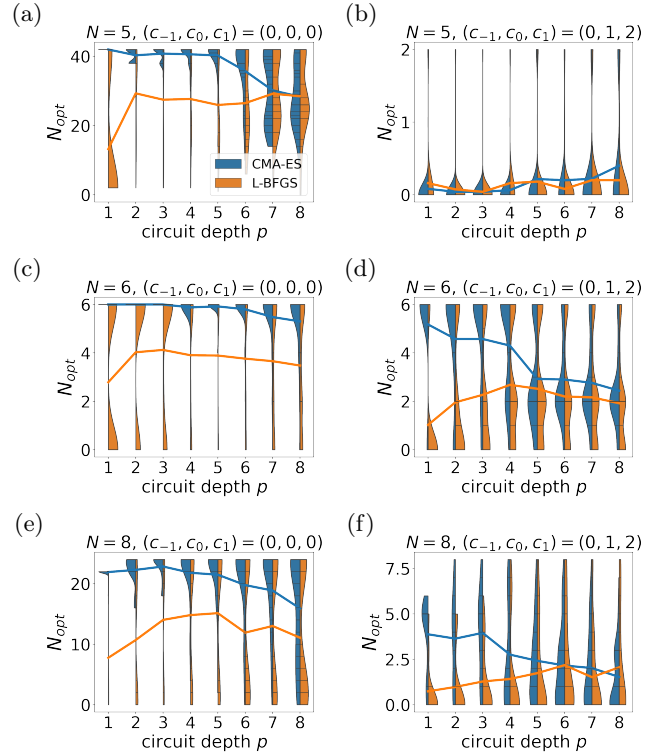 (a)
N = 5, (c₋₁, c₀, c₁) = (0, 0, 0)
N_opt
40
20
0
CMA-ES
L-BFGS
1 2 3 4 5 6 7 8
circuit depth p
(b)
N = 5, (c₋₁, c₀, c₁) = (0, 1, 2)
N_opt
2
1
0
1 2 3 4 5 6 7 8
circuit depth p
(c)
N = 6, (c₋₁, c₀, c₁) = (0, 0, 0)
N_opt
6
4
2
0
1 2 3 4 5 6 7 8
circuit depth p
(d)
N = 6, (c₋₁, c₀, c₁) = (0, 1, 2)
N_opt
6
4
2
0
1 2 3 4 5 6 7 8
circuit depth p
(e)
N = 8, (c₋₁, c₀, c₁) = (0, 0, 0)
N_opt
20
10
0
1 2 3 4 5 6 7 8
circuit depth p
(f)
N = 8, (c₋₁, c₀, c₁) = (0, 1, 2)
N_opt
7.5
5.0
2.5
0.0
1 2 3 4 5 6 7 8
circuit depth p